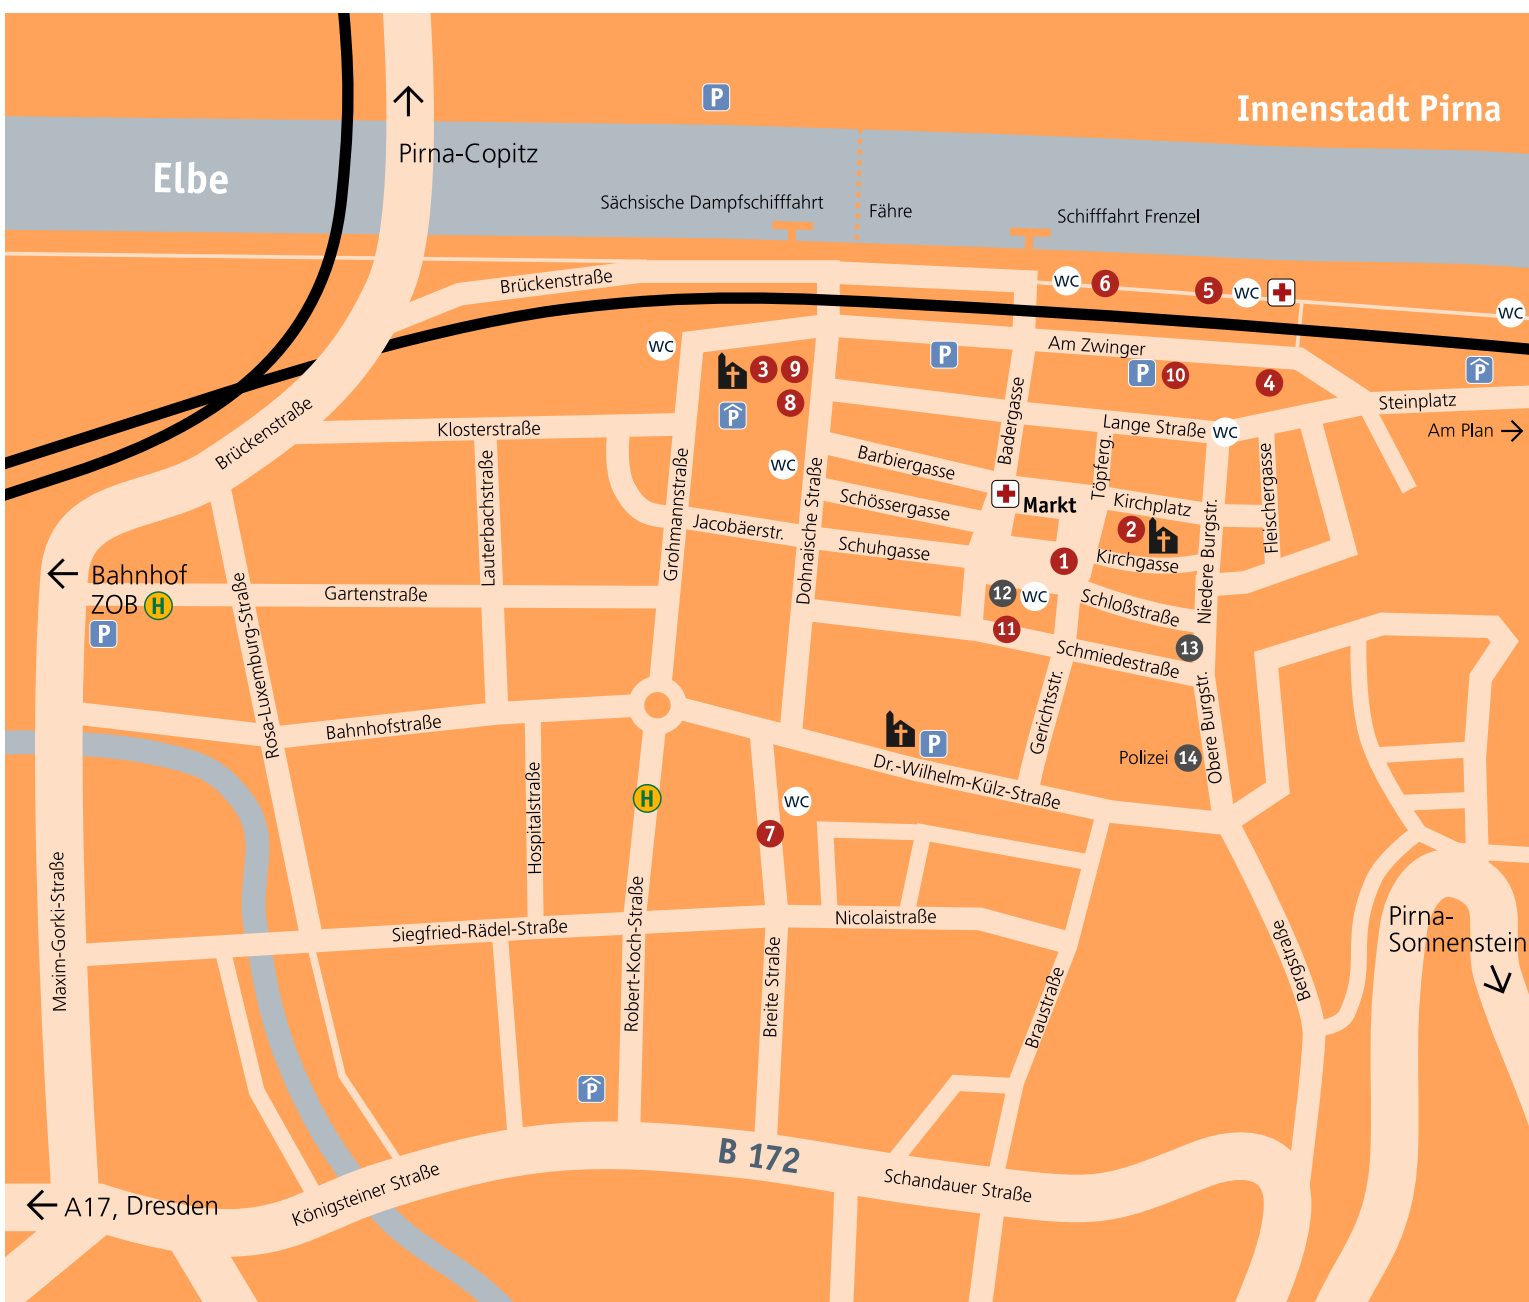 P
Innenstadt Pirna
Pirna-Copitz
Elbe
Sächsische Dampfschifffahrt
Fähre
Schifffahrt Frenzel
Brückenstraße
WC
6
5
WC
WC
WC
Am Zwinger
P
3
9
P
10
4
P
8
P
Badergasse
Steinplatz
Brückenstraße
Klosterstraße
Lange Straße
WC
Am Plan
Barbiergasse
Töpferg.
WC
Lauterbachstraße
Grohmannstraße
Dohnaische Straße
Schössergasse
Markt
Kirchplatz
Fleischergasse
Jacobäerstr.
2
Schuhgasse
1
Kirchgasse
Niedere Burgstr.
Bahnhof
ZOB H
P
Gartenstraße
12
WC
Schloßstraße
11
Rosa-Luxemburg-Straße
Schmiedestraße
13
Bahnhofstraße
Gerichtsstr.
Obere Burgstr.
P
Polizei 14
Dr.-Wilhelm-Külz-Straße
H
WC
7
Hospitalstraße
Maxim-Gorki-Straße
Siegfried-Rädel-Straße
Nicolaistraße
Robert-Koch-Straße
Breite Straße
Braustraße
Bergstraße
Pirna-
Sonnenstein
P
B 172
Königsteiner Straße
Schandauer Straße
A17, Dresden